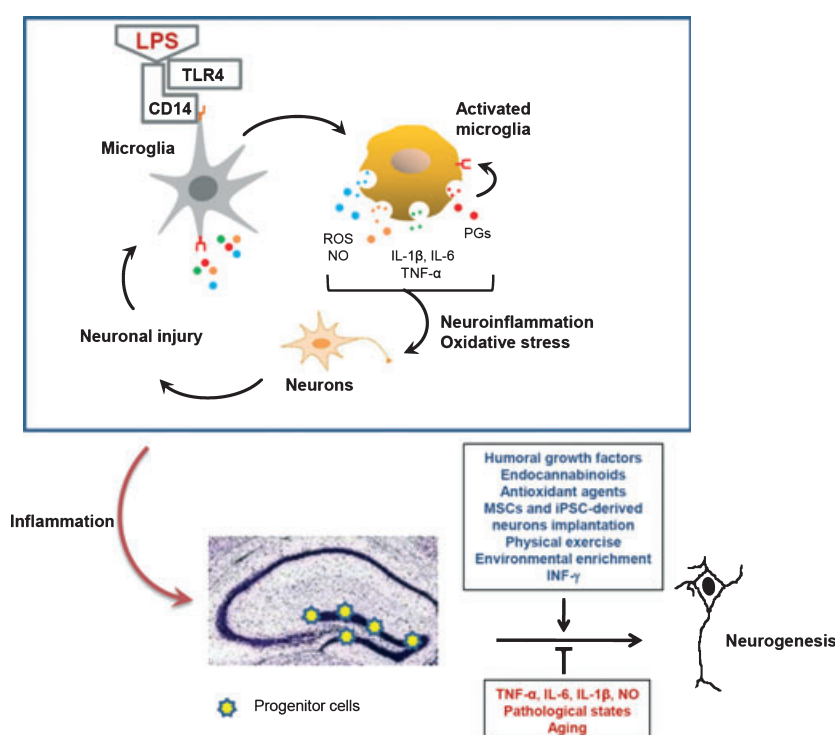 LPS
TLR4
CD14
Microglia
Activated
microglia
ROS
NO
IL-1β, IL-6
TNF-α
PGs
Neuroinflammation
Oxidative stress
Neuronal injury
Neurons
Inflammation
Humoral growth factors
Endocannabinoids
Antioxidant agents
MSCs and iPSC-derived
neurons implantation
Physical exercise
Environmental enrichment
INF-γ
Neurogenesis
TNF-α, IL-6, IL-1β, NO
Pathological states
Aging
Progenitor cells